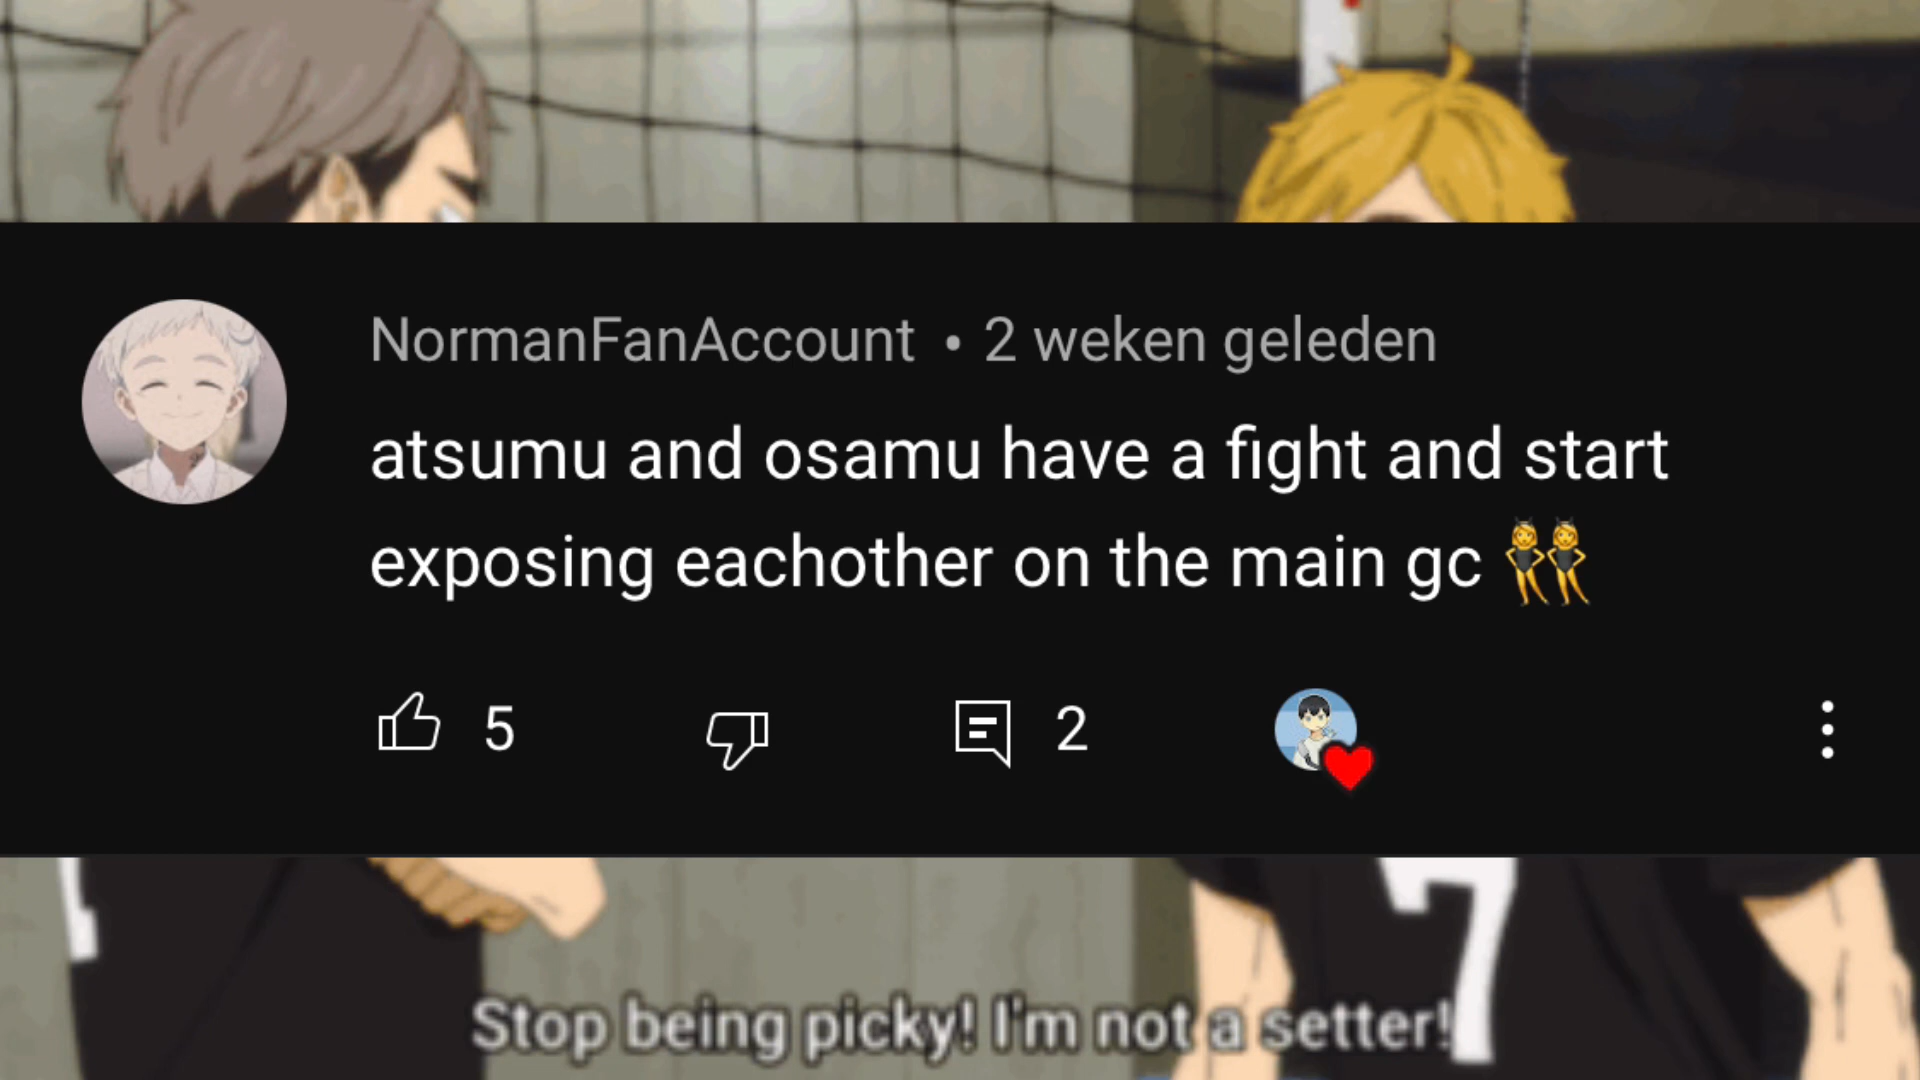 NormanFanAccount • 2 weken geleden
atsumu and osamu have a fight and start
exposing eachother on the main gc 👯
5
2
7
Stop being picky! I'm not a setter!